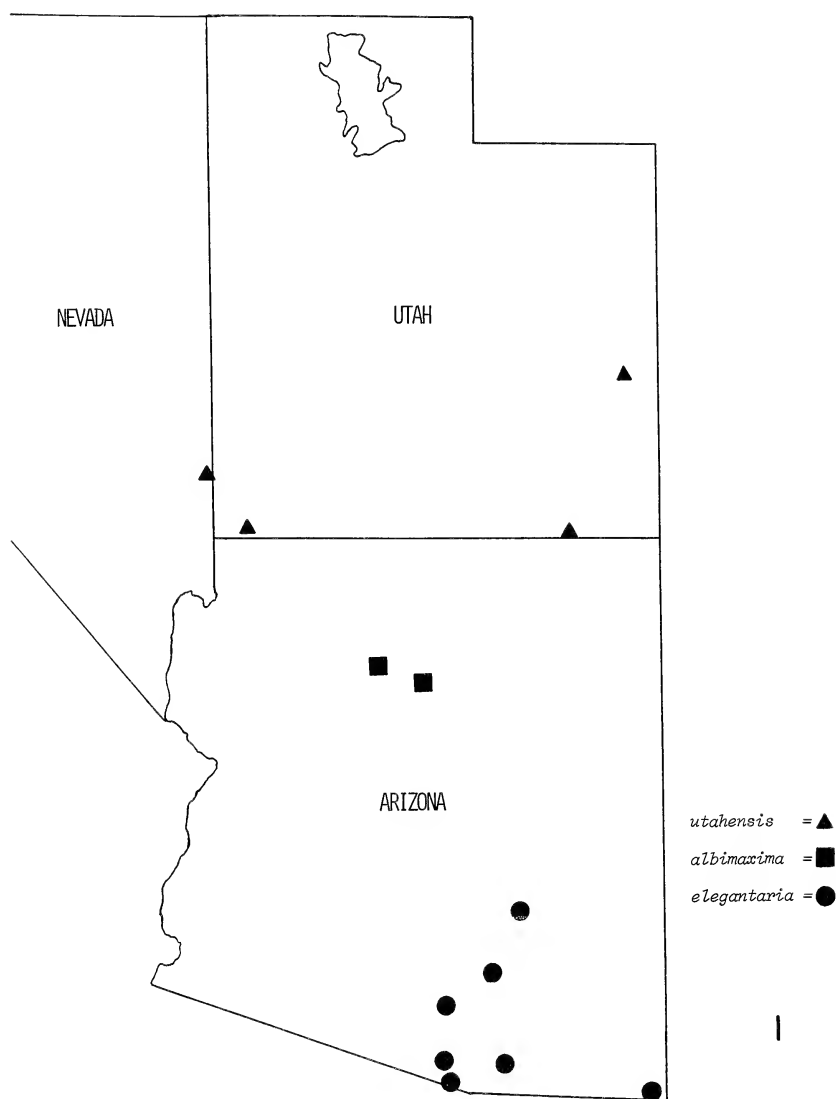 NEVADA
UTAH
ARIZONA
utahensis =
albimaxima =
elegantaria =
1